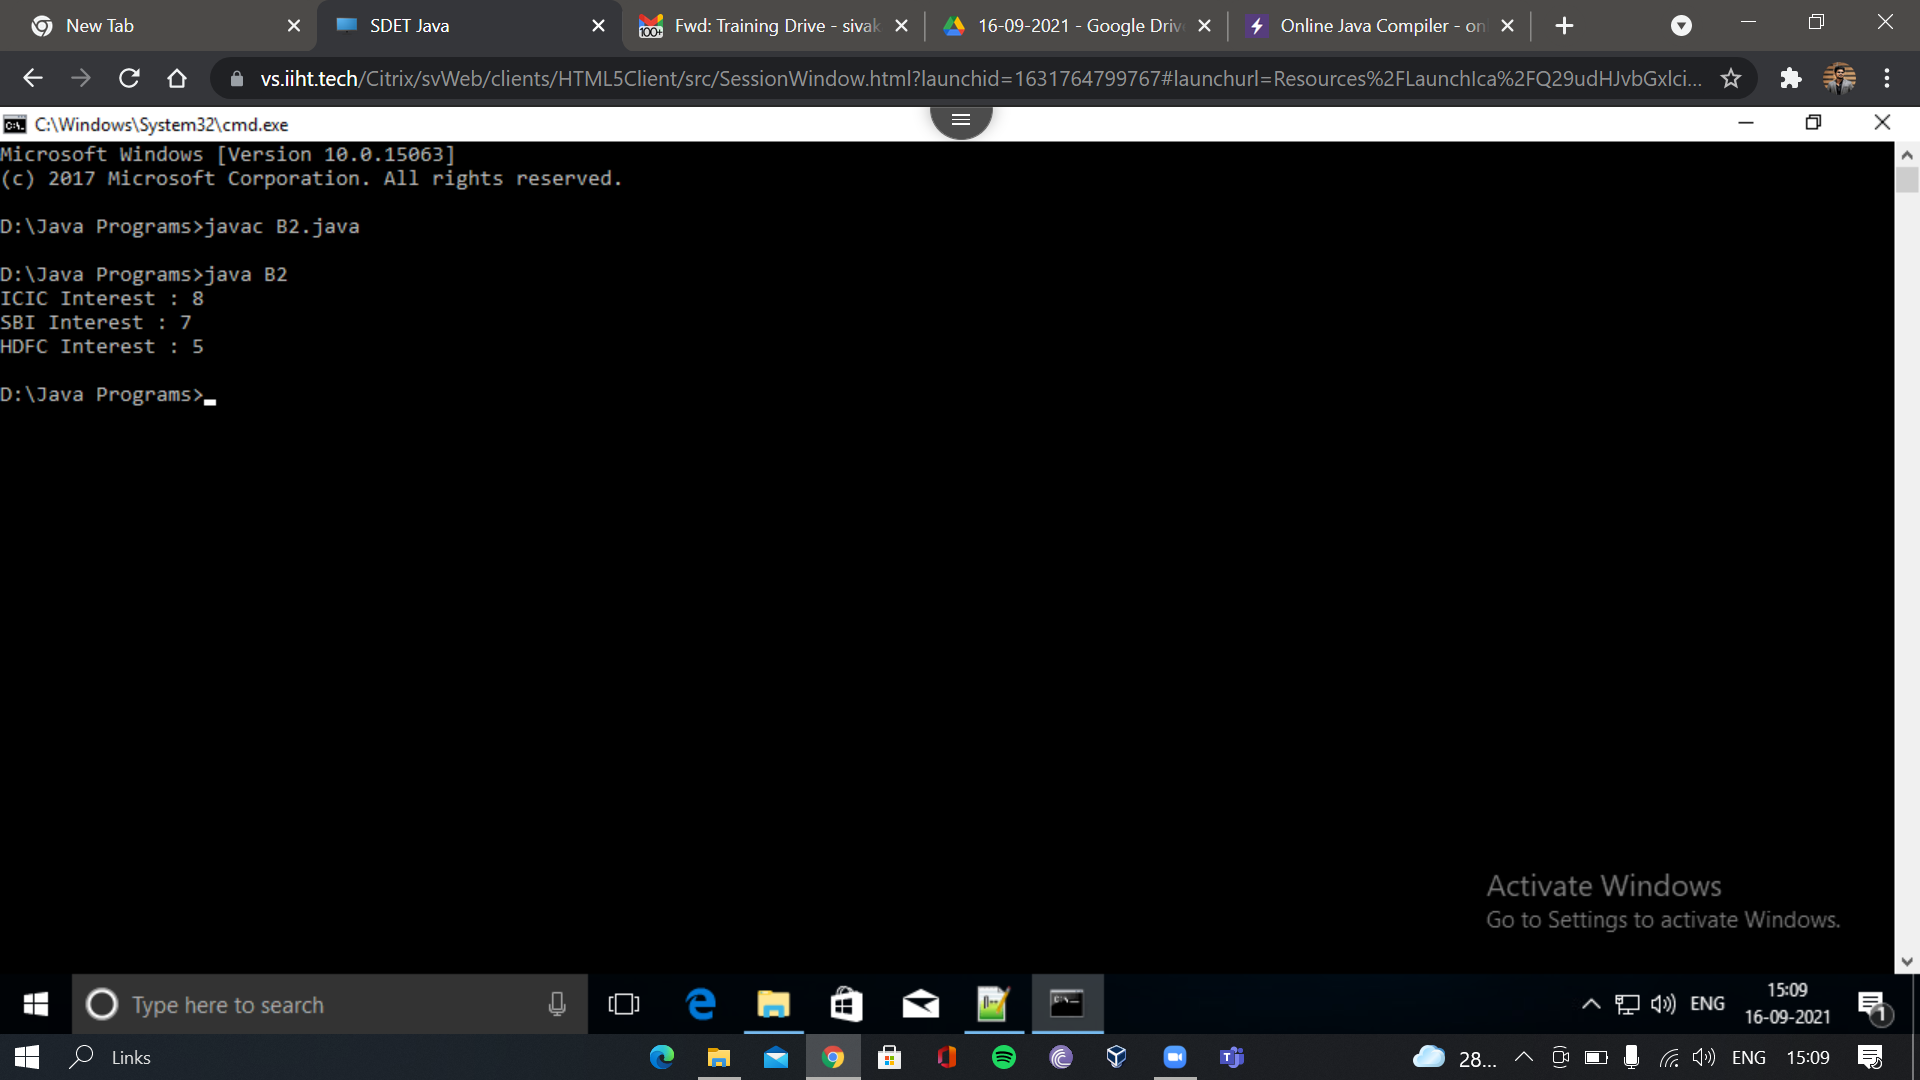 New Tab
SDET Java
Fwd: Training Drive - sivak
16-09-2021 - Google Driv
Online Java Compiler - on
vs.iiht.tech/Citrix/svWeb/clients/HTML5Client/src/SessionWindow.html?launchid=1631764799767#launchurl=Resources%2FLaunchIca%2FQ29udHJvbGxlci...
C:\Windows\System32\cmd.exe
Microsoft Windows [Version 10.0.15063]
(c) 2017 Microsoft Corporation. All rights reserved.
D:\Java Programs>javac B2.java
D:\Java Programs>java B2
ICIC Interest : 8
SBI Interest : 7
HDFC Interest : 5
D:\Java Programs>
Activate Windows
Go to Settings to activate Windows.
Type here to search
ENG
15:09
16-09-2021
1
Links
28...
ENG
15:09